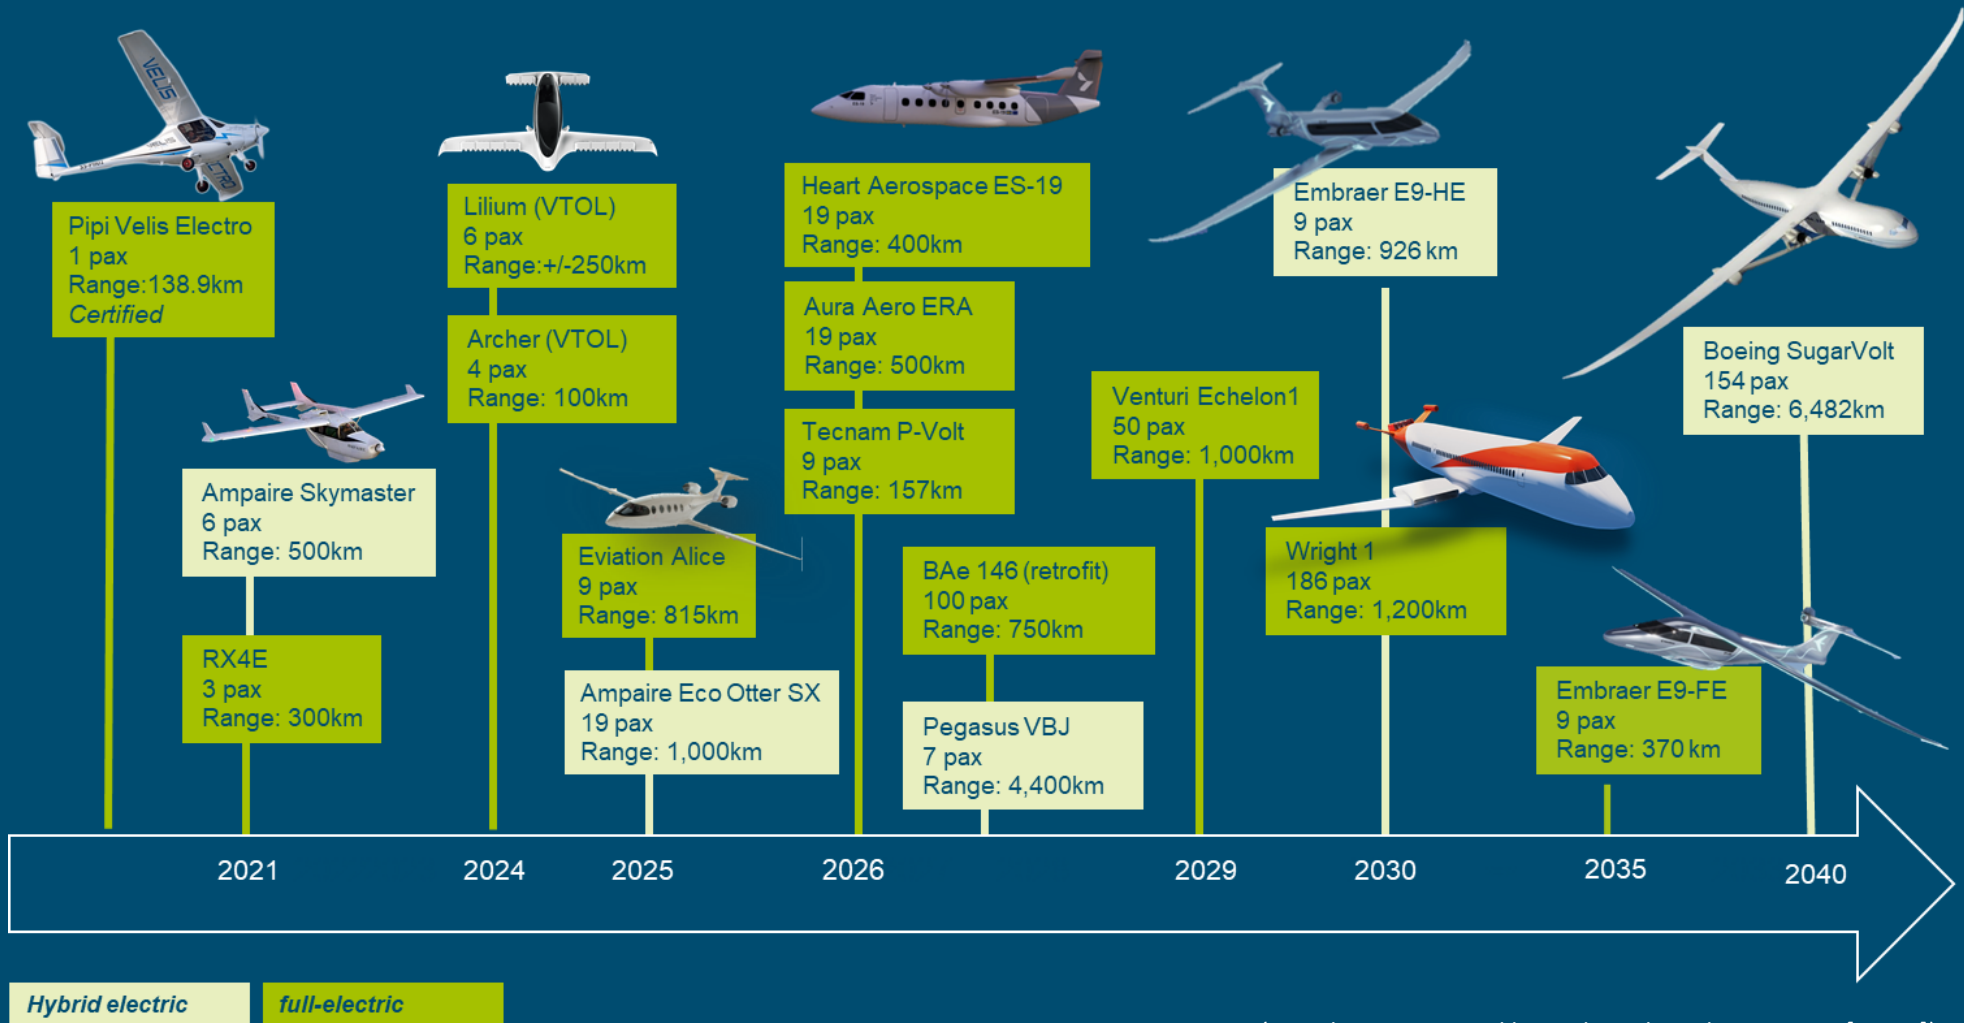 VELIS
Pipi Velis Electro
1 pax
Range:138.9km
Certified
Ampaire Skymaster
6 pax
Range: 500km
RX4E
3 pax
Range: 300km
Lilium (VTOL)
6 pax
Range:+/-250km
Archer (VTOL)
4 pax
Range: 100km
Eviation Alice
9 pax
Range: 815km
Ampaire Eco Otter SX
19 pax
Range: 1,000km
Heart Aerospace ES-19
19 pax
Range: 400km
Aura Aero ERA
19 pax
Range: 500km
Tecnam P-Volt
9 pax
Range: 157km
BAe 146 (retrofit)
100 pax
Range: 750km
Pegasus VBJ
7 pax
Range: 4,400km
Venturi Echelon1
50 pax
Range: 1,000km
Embraer E9-HE
9 pax
Range: 926 km
Wright 1
186 pax
Range: 1,200km
Embraer E9-FE
9 pax
Range: 370 km
Boeing SugarVolt
154 pax
Range: 6,482km
2021 2024 2025 2026 2029 2030 2035 2040
Hybrid electric
full-electric